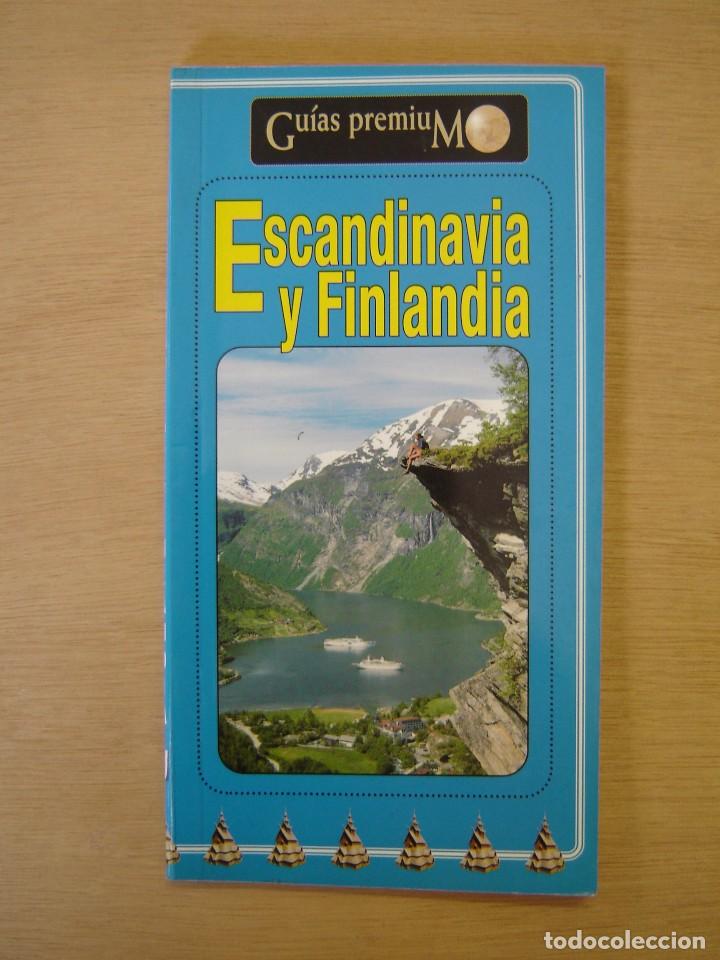 Guías premiuM
Escandinavia
y Finlandia
todocoleccion